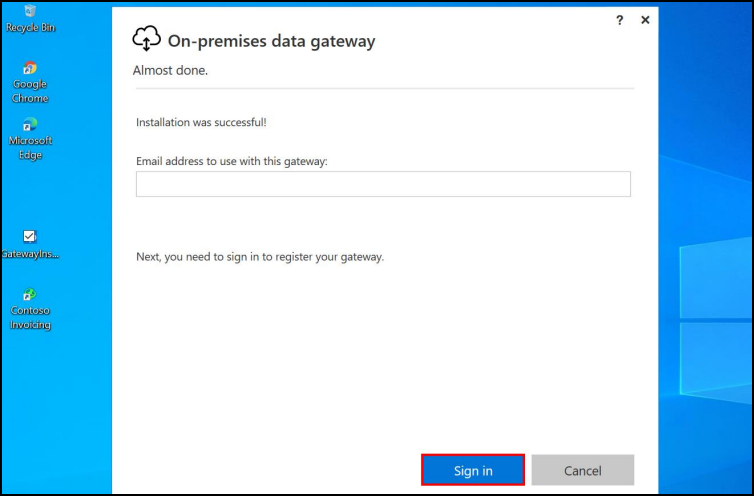 Recycle Bin
Google
Chrome
Microsoft
Edge
GatewayIns...
Contoso
Invoicing
? ×
On-premises data gateway
Almost done.
Installation was successful!
Email address to use with this gateway:
Next, you need to sign in to register your gateway.
Sign in
Cancel